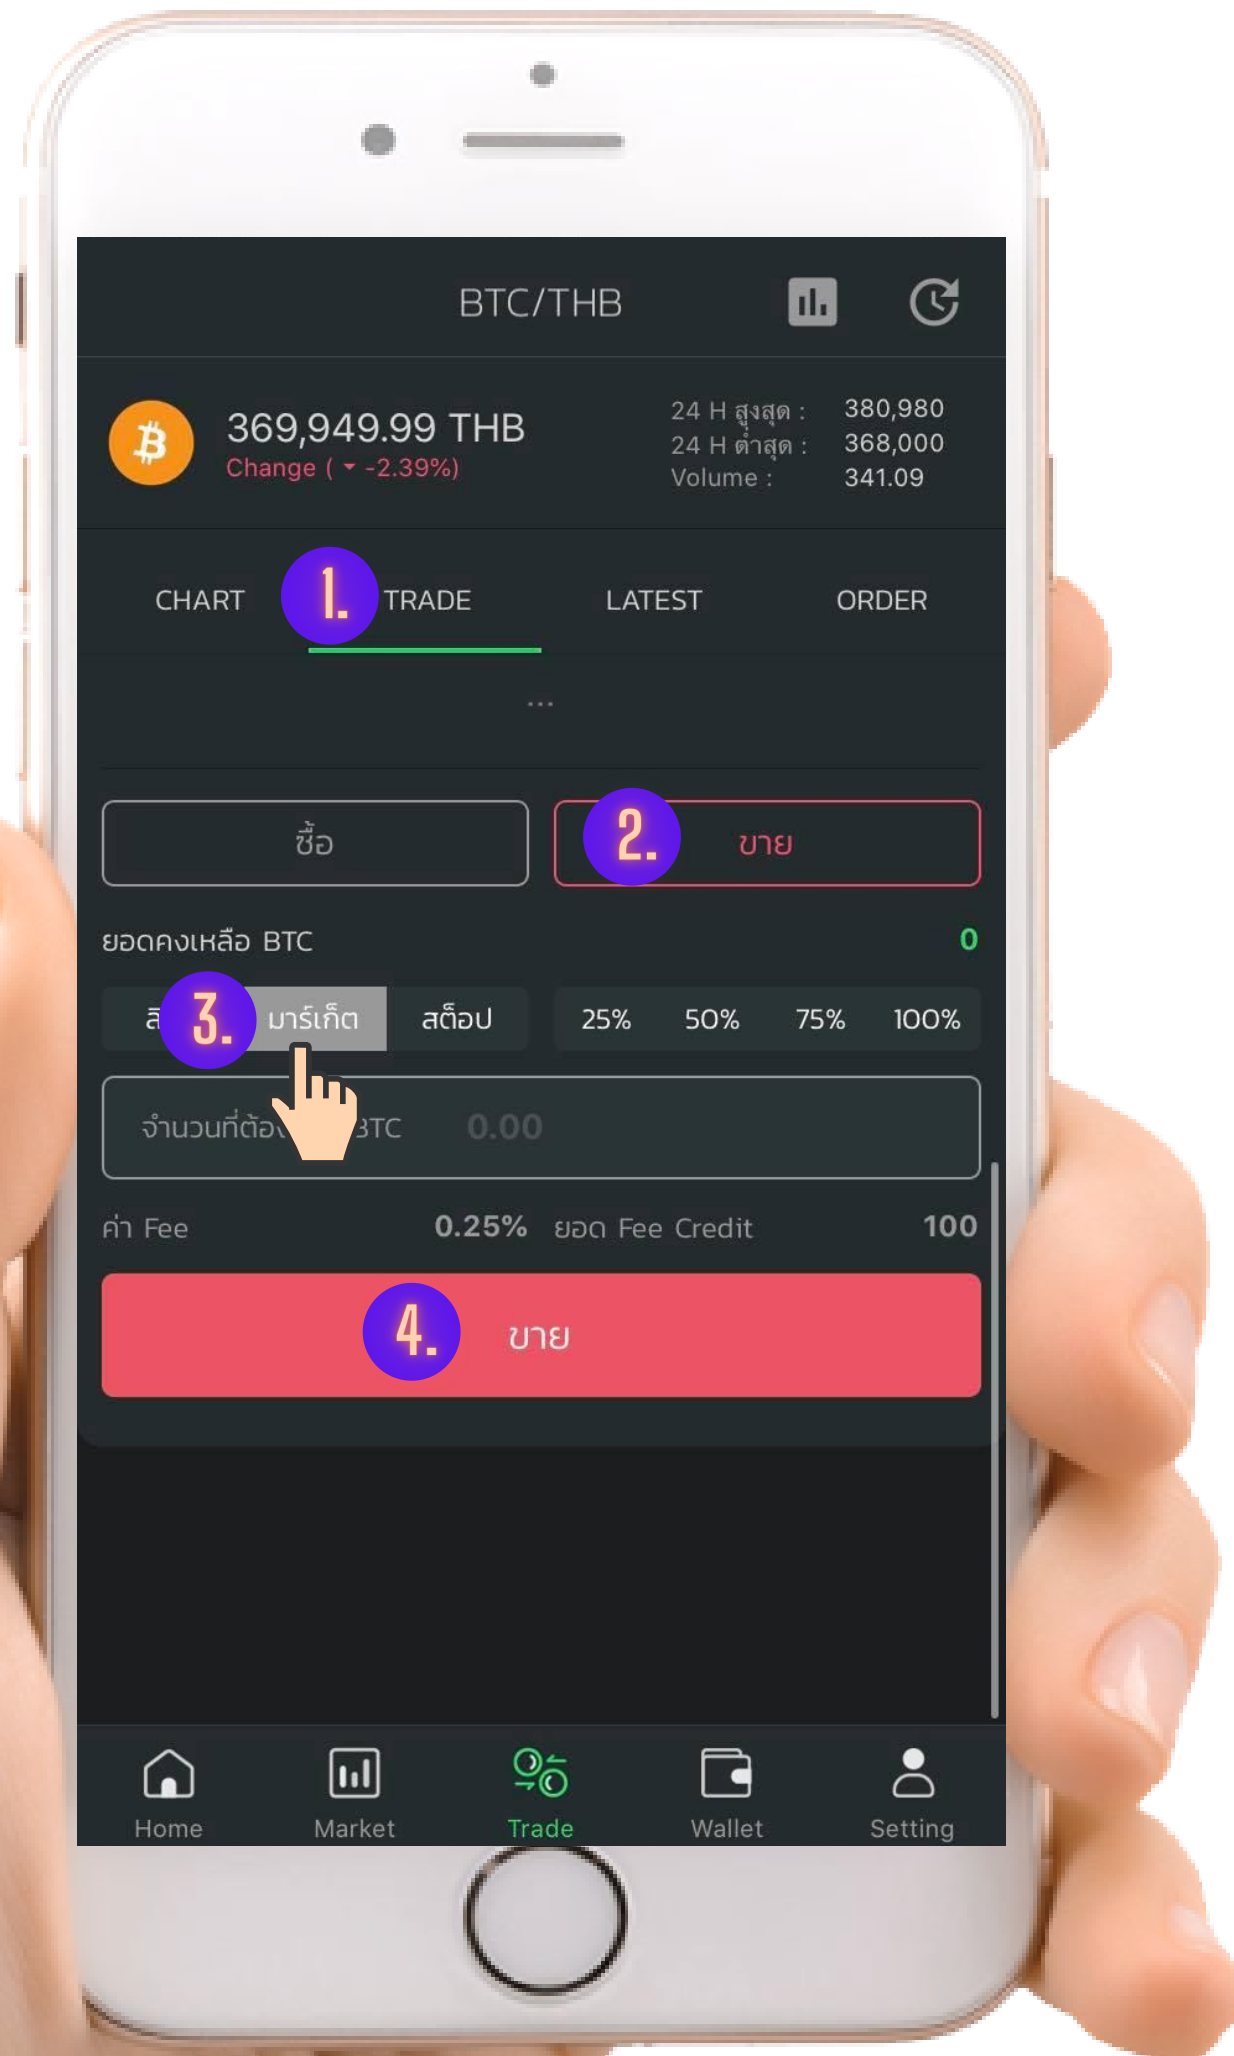 BTC/THB
369,949.99 THB
Change ( -2.39%)
24 H สูงสุด : 380,980
24 H ต่ำสุด : 368,000
Volume : 341.09
CHART 1. TRADE LATEST ORDER
...
ซื้อ 2. ขาย
ยอดคงเหลือ BTC 0
3. มาร์เก็ต สต็อป 25% 50% 75% 100%
0.00
ค่า Fee 0.25% ยอด Fee Credit 100
4. ขาย
Home Market Trade Wallet Setting